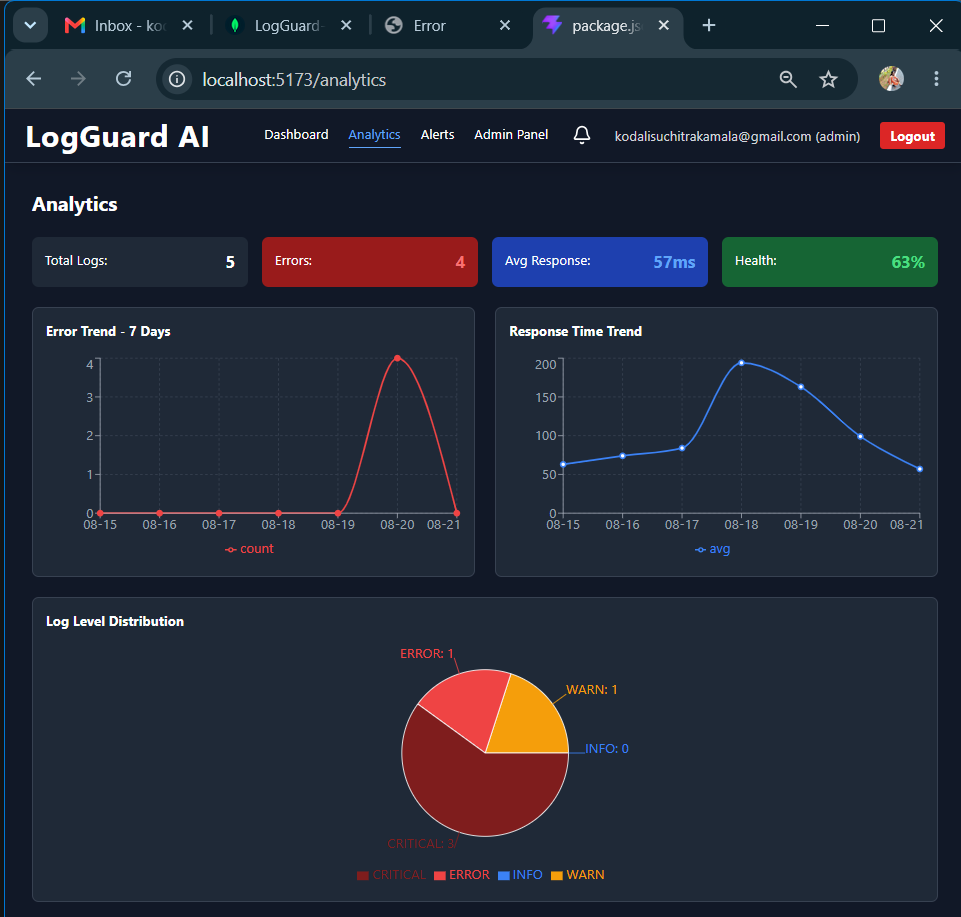 Inbox - ko
LogGuard-
Error
package.js
localhost:5173/analytics
LogGuard AI
Dashboard
Analytics
Alerts
Admin Panel
kodalisuchitrakamala@gmail.com (admin)
Logout
Analytics
Total Logs: 5
Errors: 4
Avg Response: 57ms
Health: 63%
Error Trend - 7 Days
4
3
2
1
0
08-15 08-16 08-17 08-18 08-19 08-20 08-21
count
Response Time Trend
200
150
100
50
0
08-15 08-16 08-17 08-18 08-19 08-20 08-21
avg
Log Level Distribution
ERROR: 1
WARN: 1
INFO: 0
CRITICAL: 3
CRITICAL ERROR INFO WARN